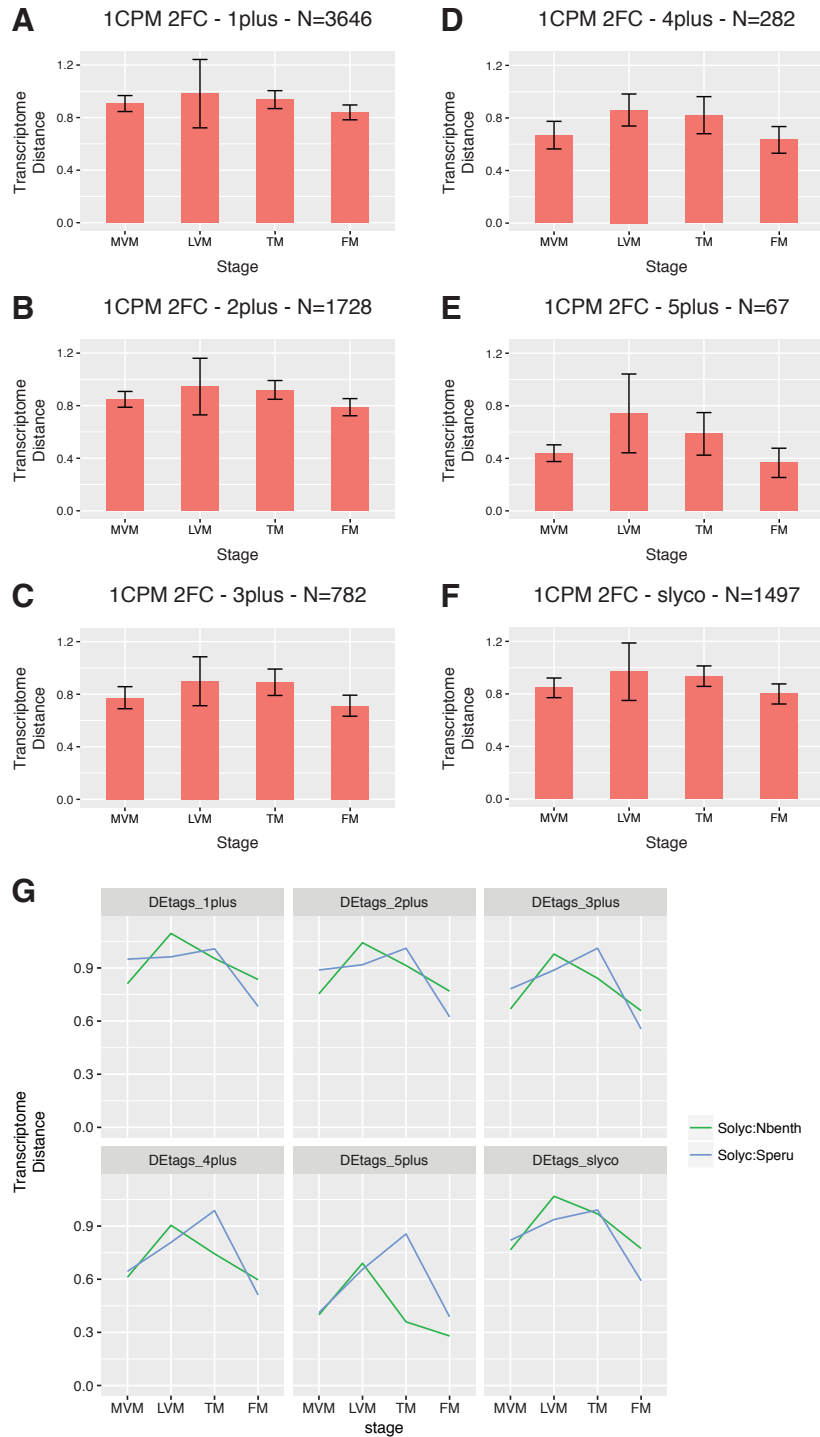 A
1CPM 2FC - 1plus - N=3646
1.2
0.8
0.4
0.0
Transcriptome
Distance
MVM LVM TM FM
Stage
D
1CPM 2FC - 4plus - N=282
1.2
0.8
0.4
0.0
Transcriptome
Distance
MVM LVM TM FM
Stage
B
1CPM 2FC - 2plus - N=1728
1.2
0.8
0.4
0.0
Transcriptome
Distance
MVM LVM TM FM
Stage
E
1CPM 2FC - 5plus - N=67
1.2
0.8
0.4
0.0
Transcriptome
Distance
MVM LVM TM FM
Stage
C
1CPM 2FC - 3plus - N=782
1.2
0.8
0.4
0.0
Transcriptome
Distance
MVM LVM TM FM
Stage
F
1CPM 2FC - slyco - N=1497
1.2
0.8
0.4
0.0
Transcriptome
Distance
MVM LVM TM FM
Stage
G
DEtags_1plus DEtags_2plus DEtags_3plus
0.9
0.6
0.3
0.0
Transcriptome
Distance
DEtags_4plus DEtags_5plus DEtags_slyco
0.9
0.6
0.3
0.0
MVM LVM TM FM MVM LVM TM FM MVM LVM TM FM
stage
Solyc:Nbenth
Solyc:Speru